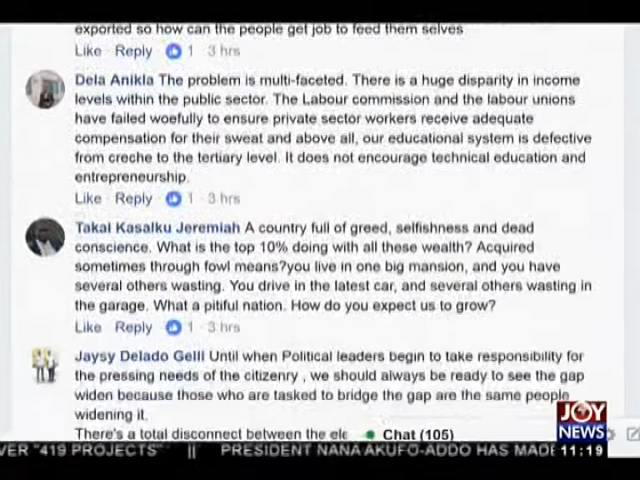 exported so how can the people get job to feed them selves
Like Reply 1 3 hrs
Dela Anikla The problem is multi-faceted. There is a huge disparity in income
levels within the public sector. The Labour commission and the labour unions
have failed woefully to ensure private sector workers receive adequate
compensation for their sweat and above all, our educational system is defective
from creche to the tertiary level. It does not encourage technical education and
entrepreneurship.
Like Reply 1 3 hrs
Takal Kasalku Jeremiah A country full of greed, selfishness and dead
conscience. What is the top 10% doing with all these wealth? Acquired
sometimes through fowl means?you live in one big mansion, and you have
several others wasting. You drive in the latest car, and several others wasting in
the garage. What a pitiful nation. How do you expect us to grow?
Like Reply 1 3 hrs
Jaysy Delado Gelli Until when Political leaders begin to take responsibility for
the pressing needs of the citizenry , we should always be ready to see the gap
widen because those who are tasked to bridge the gap are the same people
widening it.
There's a total disconnect between the ele
Chat (105)
JOY
NEWS
VER "419 PROJECTS" || PRESIDENT NANA AKUFO-ADDO HAS MADE 11:19